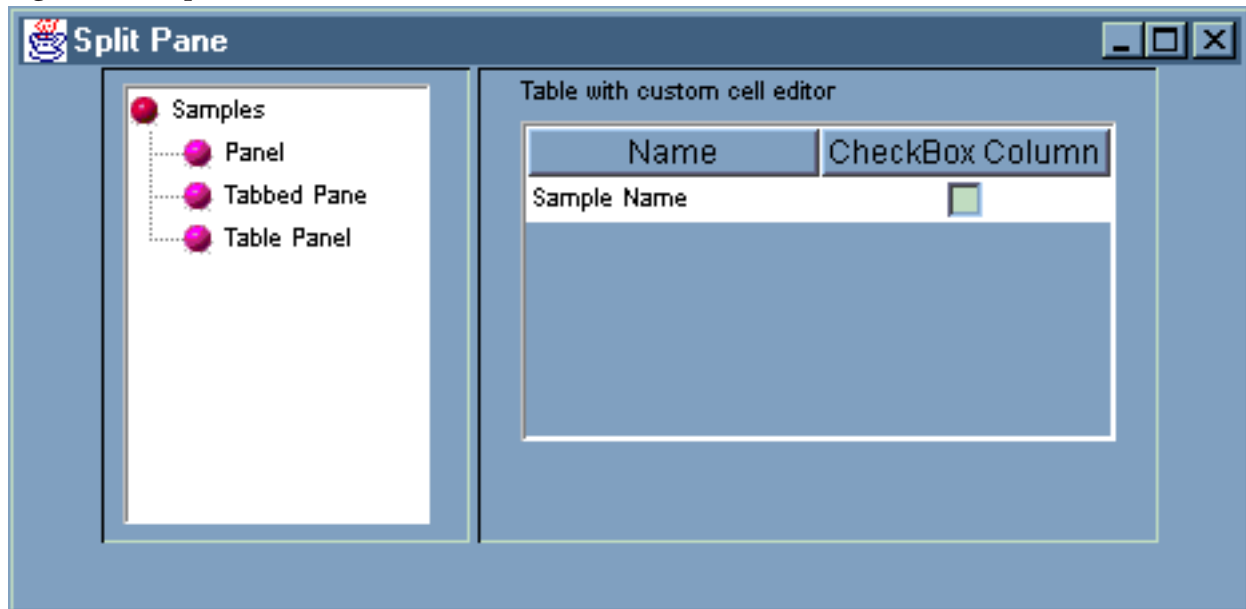 Split Pane
Samples
Panel
Tabbed Pane
Table Panel
Table with custom cell editor
Name CheckBox Column
Sample Name